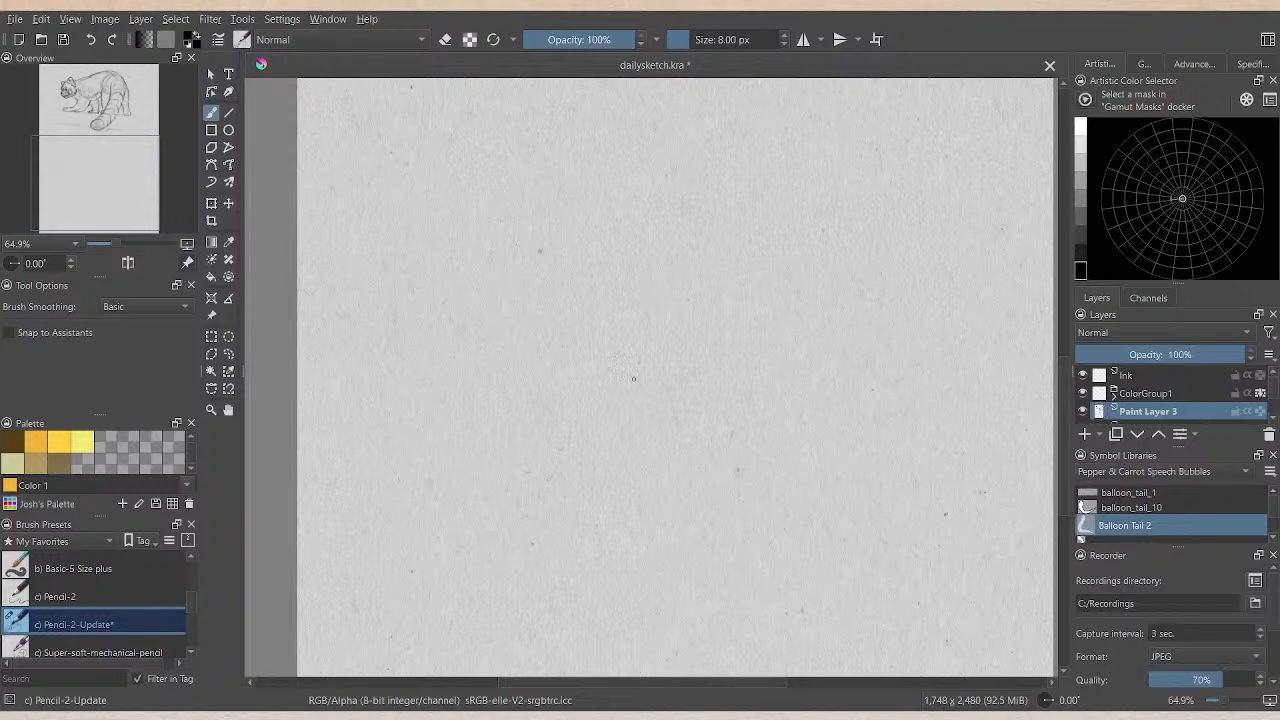 File Edit View Image Layer Select Filter Tools Settings Window Help
Normal Opacity: 100% Size: 8.00 px
Overview
dailysketch.kra *
Artisti... G... Advance... Specifi...
Artistic Color Selector
Select a mask in
"Gamut Masks" docker
64.9%
0.00°
Tool Options
Brush Smoothing: Basic
Snap to Assistants
Layers Channels
Layers
Normal
Opacity: 100%
Ink
ColorGroup1
Paint Layer 3
Palette
Color 1
Josh's Palette
Symbol Libraries
Pepper & Carrot Speech Bubbles
balloon_tail_1
balloon_tail_10
Balloon Tail 2
Brush Presets
My Favorites Tag
b) Basic-5 Size plus
c) Pencil-2
c) Pencil-2-Update*
c) Super-soft-mechanical-pencil
Search Filter in Tag
Recorder
Recordings directory:
C:/Recordings
Capture interval: 3 sec.
Format: JPEG
Quality: 70%
c) Pencil-2-Update RGB/Alpha (8-bit integer/channel) sRGB-elle-V2-srgbtrc.icc 1,748 x 2,480 (92.5 MiB) 0.00° 64.9%